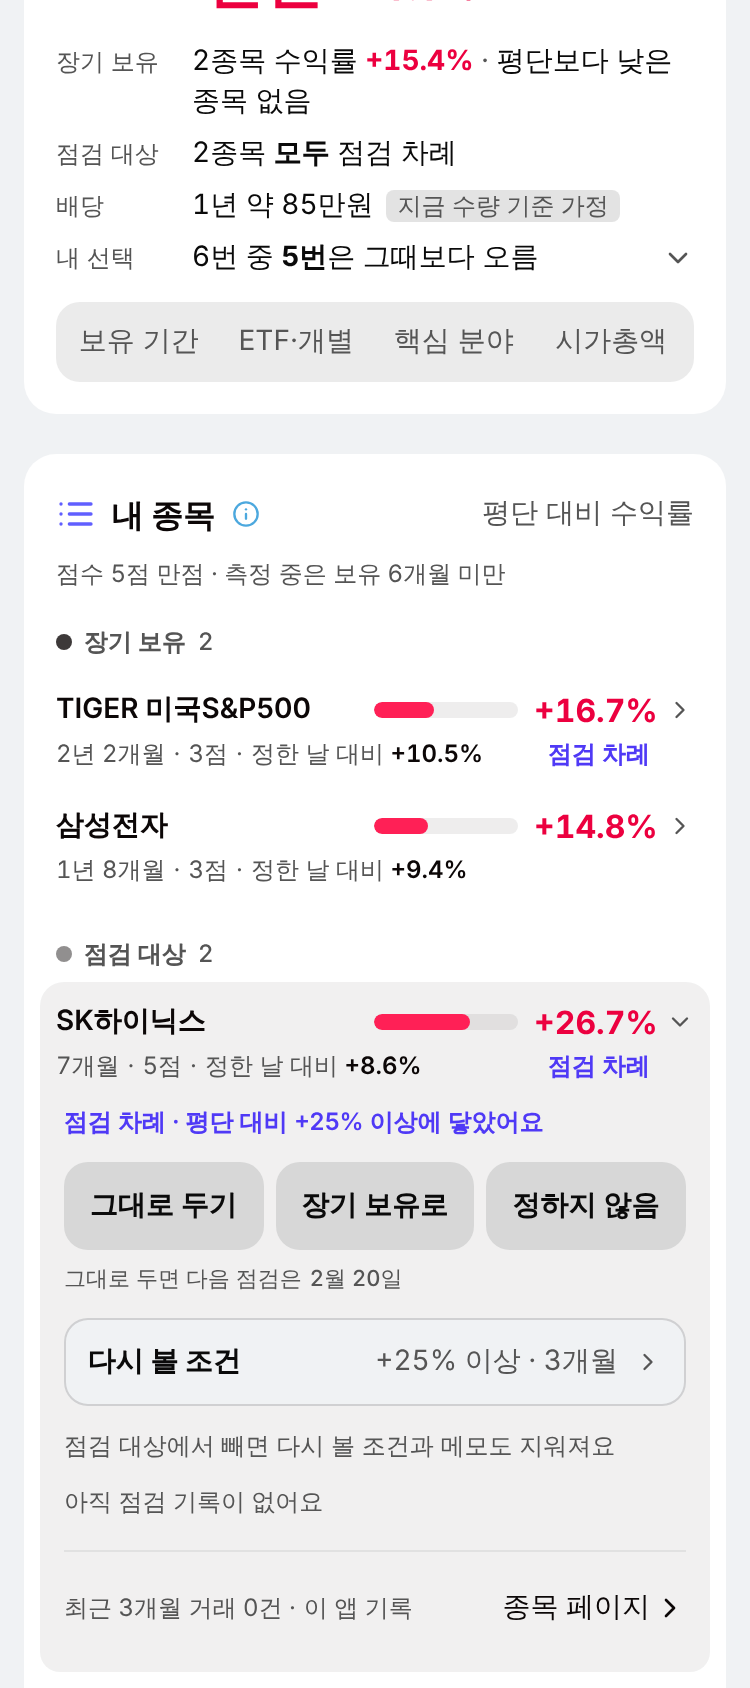 장기 보유 2종목 수익률 +15.4% · 평단보다 낮은
종목 없음
점검 대상 2종목 모두 점검 차례
배당 1년 약 85만원 지금 수량 기준 가정
내 선택 6번 중 5번은 그때보다 오름
보유 기간 ETF·개별 핵심 분야 시가총액
내 종목 평단 대비 수익률
점수 5점 만점 · 측정 중은 보유 6개월 미만
장기 보유 2
TIGER 미국S&P500 +16.7%
2년 2개월 · 3점 · 정한 날 대비 +10.5% 점검 차례
삼성전자 +14.8%
1년 8개월 · 3점 · 정한 날 대비 +9.4%
점검 대상 2
SK하이닉스 +26.7%
7개월 · 5점 · 정한 날 대비 +8.6% 점검 차례
점검 차례 · 평단 대비 +25% 이상에 닿았어요
그대로 두기 장기 보유로 정하지 않음
그대로 두면 다음 점검은 2월 20일
다시 볼 조건 +25% 이상 · 3개월
점검 대상에서 빼면 다시 볼 조건과 메모도 지워져요
아직 점검 기록이 없어요
최근 3개월 거래 0건 · 이 앱 기록 종목 페이지